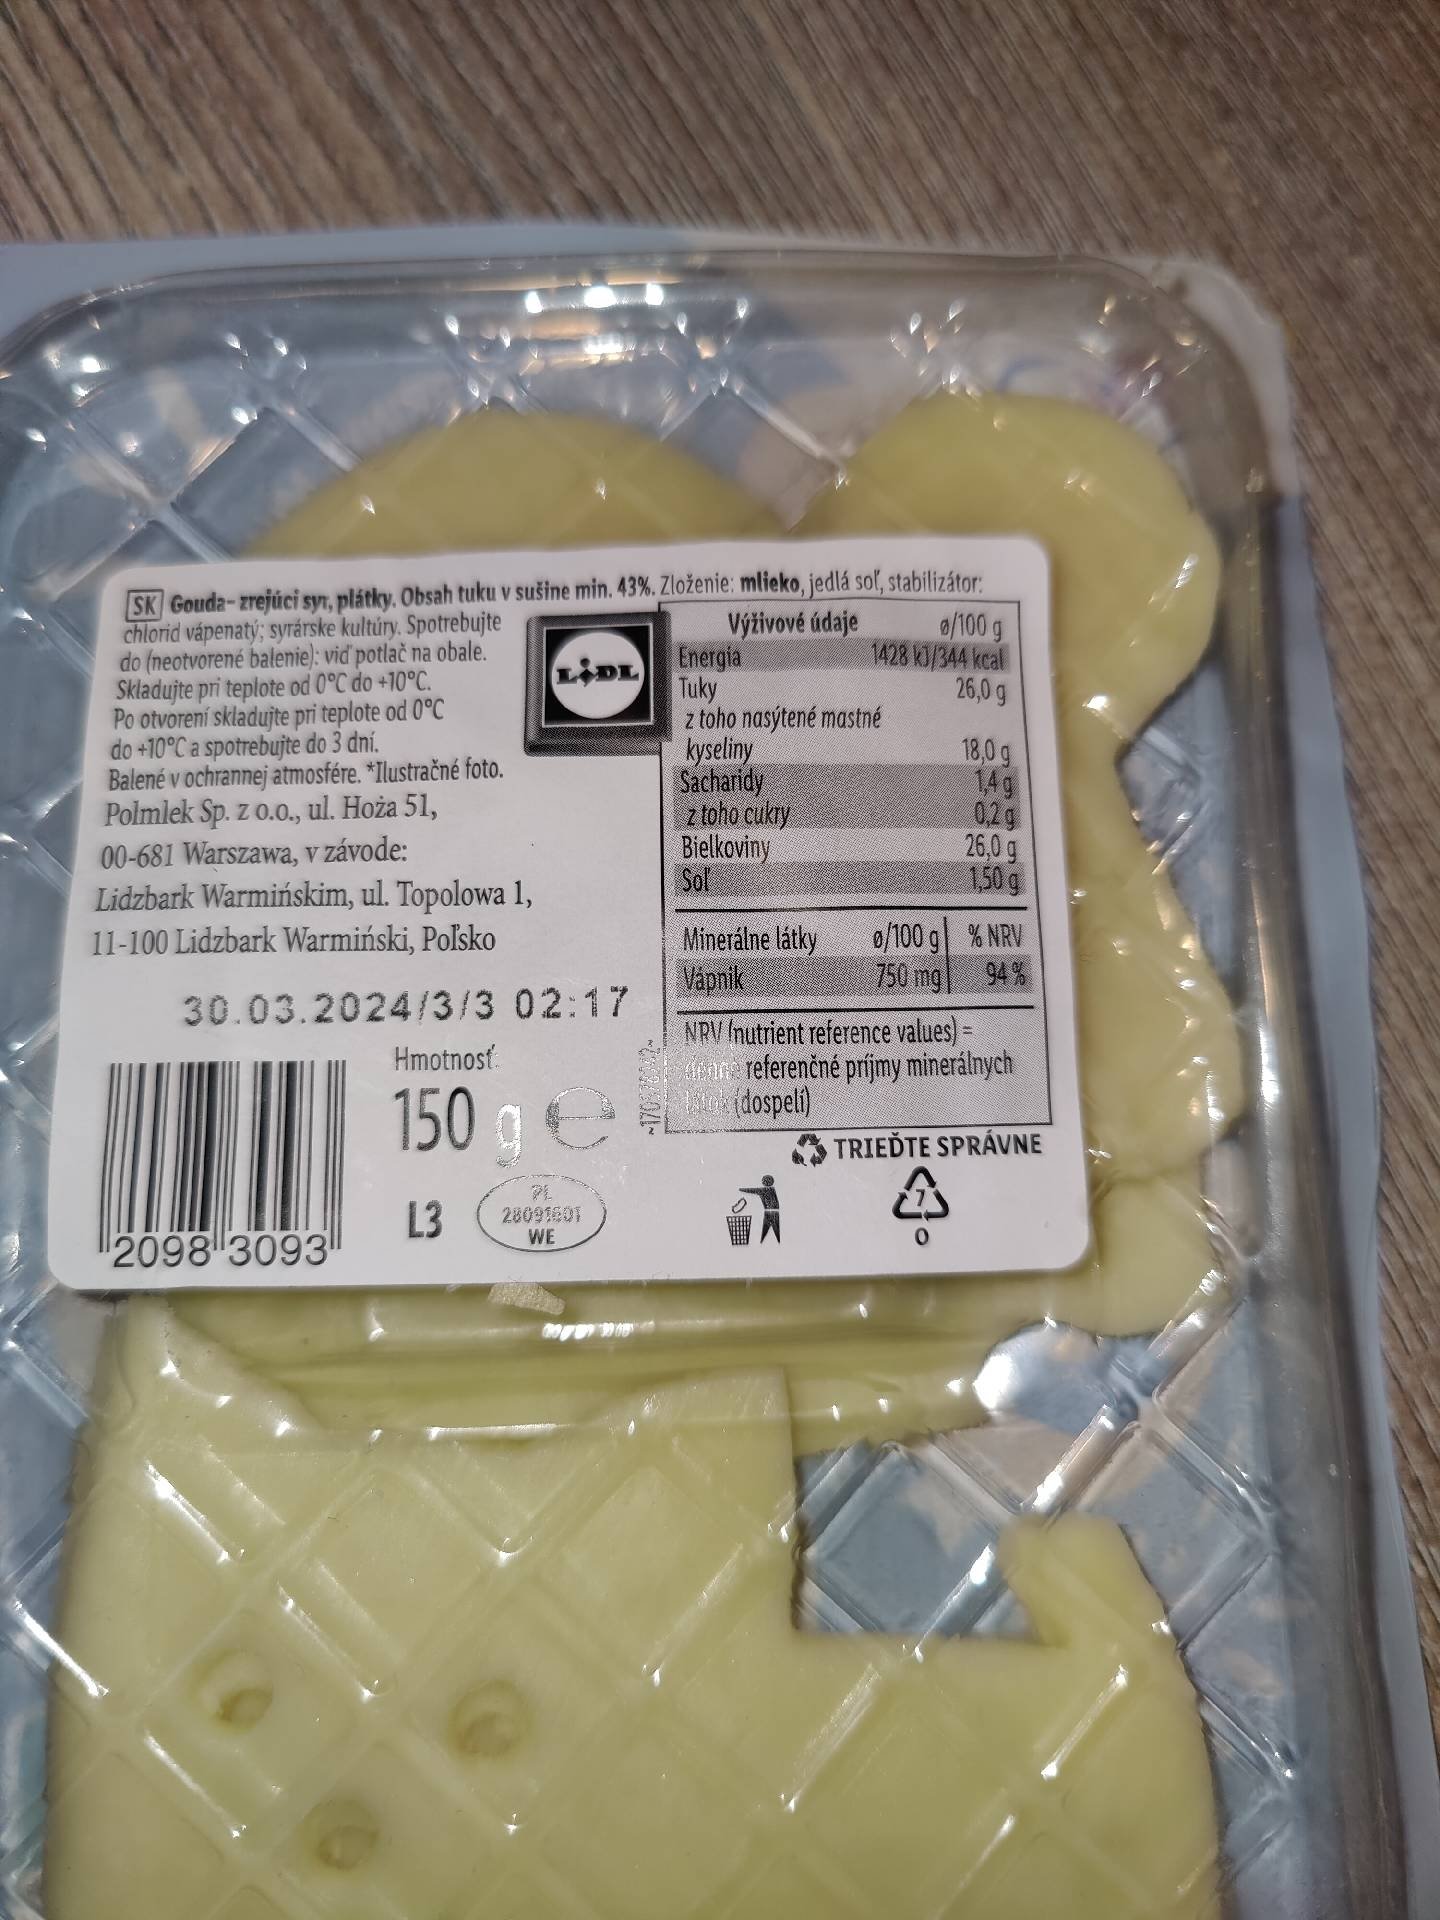 SK Gouda- zrejúci syr, plátky. Obsah tuku v sušine min. 43%. Zloženie: mlieko, jedlá soľ, stabilizátor:
chlorid vápenatý; syrárske kultúry. Spotrebujte
do (neotvorené balenie): viď potlač na obale.
Skladujte pri teplote od 0°C do +10°C.
Po otvorení skladujte pri teplote od 0°C
do +10°C a spotrebujte do 3 dní.
Balené v ochrannej atmosfére. *Ilustračné foto.
Polmlek Sp. z o.o., ul. Hoża 51,
00-681 Warszawa, v závode:
Lidzbark Warmińskim, ul. Topolowa 1,
11-100 Lidzbark Warmiński, Poľsko
30.03.2024/3/3 02:17
Hmotnosť:
150 g e
L3
PL
28091601
WE
2098 3093
LIDL
Výživové údaje ø/100 g
Energia 1428 kJ/344 kcal
Tuky 26,0 g
z toho nasýtené mastné
kyseliny 18,0 g
Sacharidy 1,4 g
z toho cukry 0,2 g
Bielkoviny 26,0 g
Soľ 1,50 g
Minerálne látky ø/100 g % NRV
Vápnik 750 mg 94 %
NRV (nutrient reference values) =
denné referenčné príjmy minerálnych
látok (dospelí)
TRIEĎTE SPRÁVNE
7
O